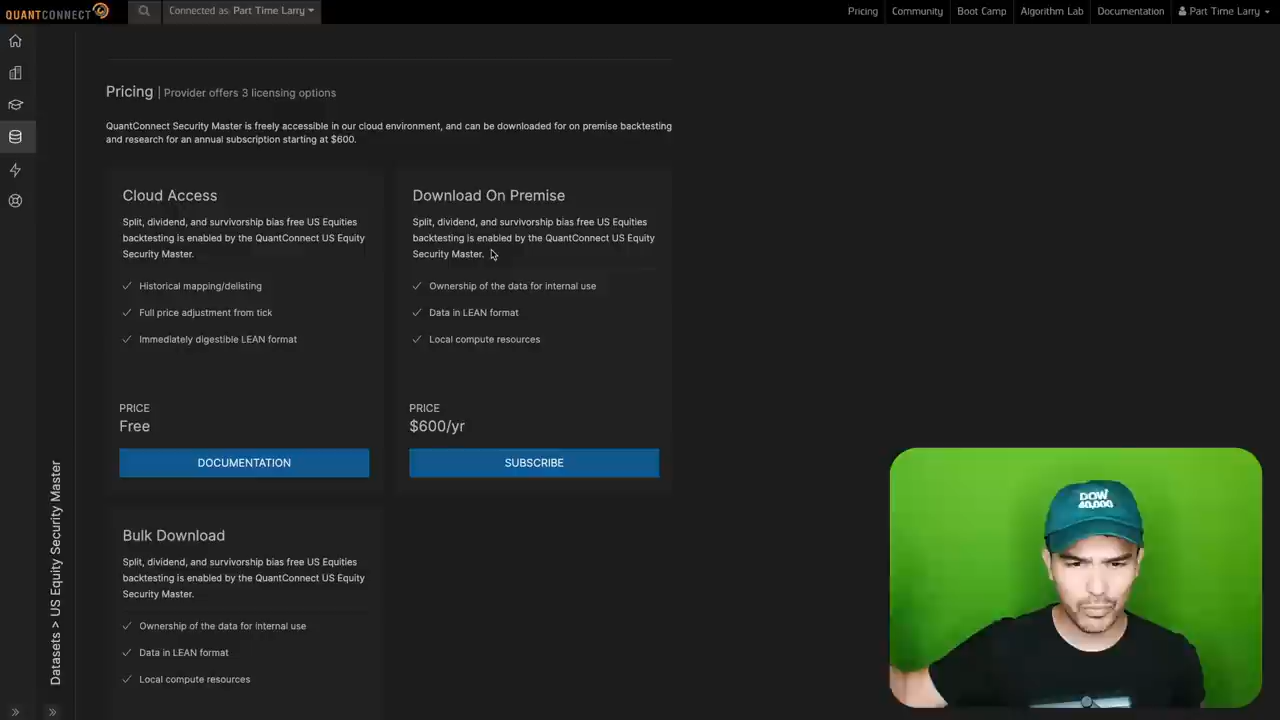 QUANTCONNECT
Connected as: Part Time Larry
Pricing
Community
Boot Camp
Algorithm Lab
Documentation
Part Time Larry
Pricing | Provider offers 3 licensing options
QuantConnect Security Master is freely accessible in our cloud environment, and can be downloaded for on premise backtesting
and research for an annual subscription starting at $600.
Cloud Access
Split, dividend, and survivorship bias free US Equities
backtesting is enabled by the QuantConnect US Equity
Security Master.
Historical mapping/delisting
Full price adjustment from tick
Immediately digestible LEAN format
PRICE
Free
DOCUMENTATION
Download On Premise
Split, dividend, and survivorship bias free US Equities
backtesting is enabled by the QuantConnect US Equity
Security Master.
Ownership of the data for internal use
Data in LEAN format
Local compute resources
PRICE
$600/yr
SUBSCRIBE
Bulk Download
Split, dividend, and survivorship bias free US Equities
backtesting is enabled by the QuantConnect US Equity
Security Master.
Ownership of the data for internal use
Data in LEAN format
Local compute resources
Datasets > US Equity Security Master
DOW
40,000